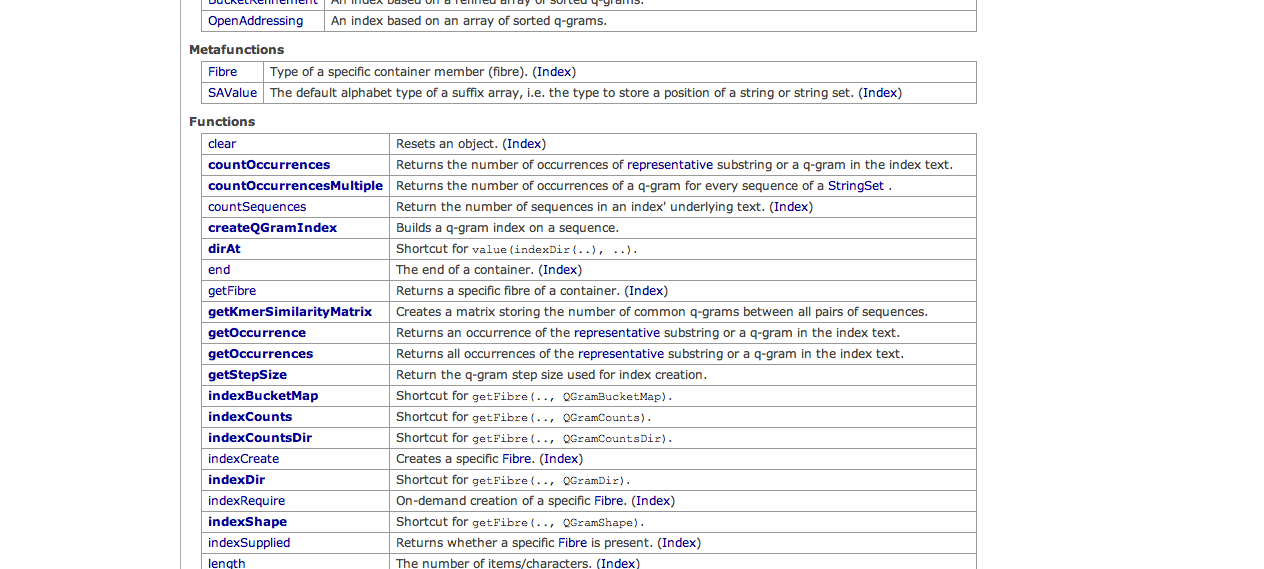 BucketRefinement An index based on a refined array of sorted q-grams.
OpenAddressing An index based on an array of sorted q-grams.
Metafunctions
Fibre Type of a specific container member (fibre). (Index)
SAValue The default alphabet type of a suffix array, i.e. the type to store a position of a string or string set. (Index)
Functions
clear Resets an object. (Index)
countOccurrences Returns the number of occurrences of representative substring or a q-gram in the index text.
countOccurrencesMultiple Returns the number of occurrences of a q-gram for every sequence of a StringSet .
countSequences Return the number of sequences in an index' underlying text. (Index)
createQGramIndex Builds a q-gram index on a sequence.
dirAt Shortcut for value(indexDir(..), ..).
end The end of a container. (Index)
getFibre Returns a specific fibre of a container. (Index)
getKmerSimilarityMatrix Creates a matrix storing the number of common q-grams between all pairs of sequences.
getOccurrence Returns an occurrence of the representative substring or a q-gram in the index text.
getOccurrences Returns all occurrences of the representative substring or a q-gram in the index text.
getStepSize Return the q-gram step size used for index creation.
indexBucketMap Shortcut for getFibre(.., QGramBucketMap).
indexCounts Shortcut for getFibre(.., QGramCounts).
indexCountsDir Shortcut for getFibre(.., QGramCountsDir).
indexCreate Creates a specific Fibre. (Index)
indexDir Shortcut for getFibre(.., QGramDir).
indexRequire On-demand creation of a specific Fibre. (Index)
indexShape Shortcut for getFibre(.., QGramShape).
indexSupplied Returns whether a specific Fibre is present. (Index)
length The number of items/characters. (Index)